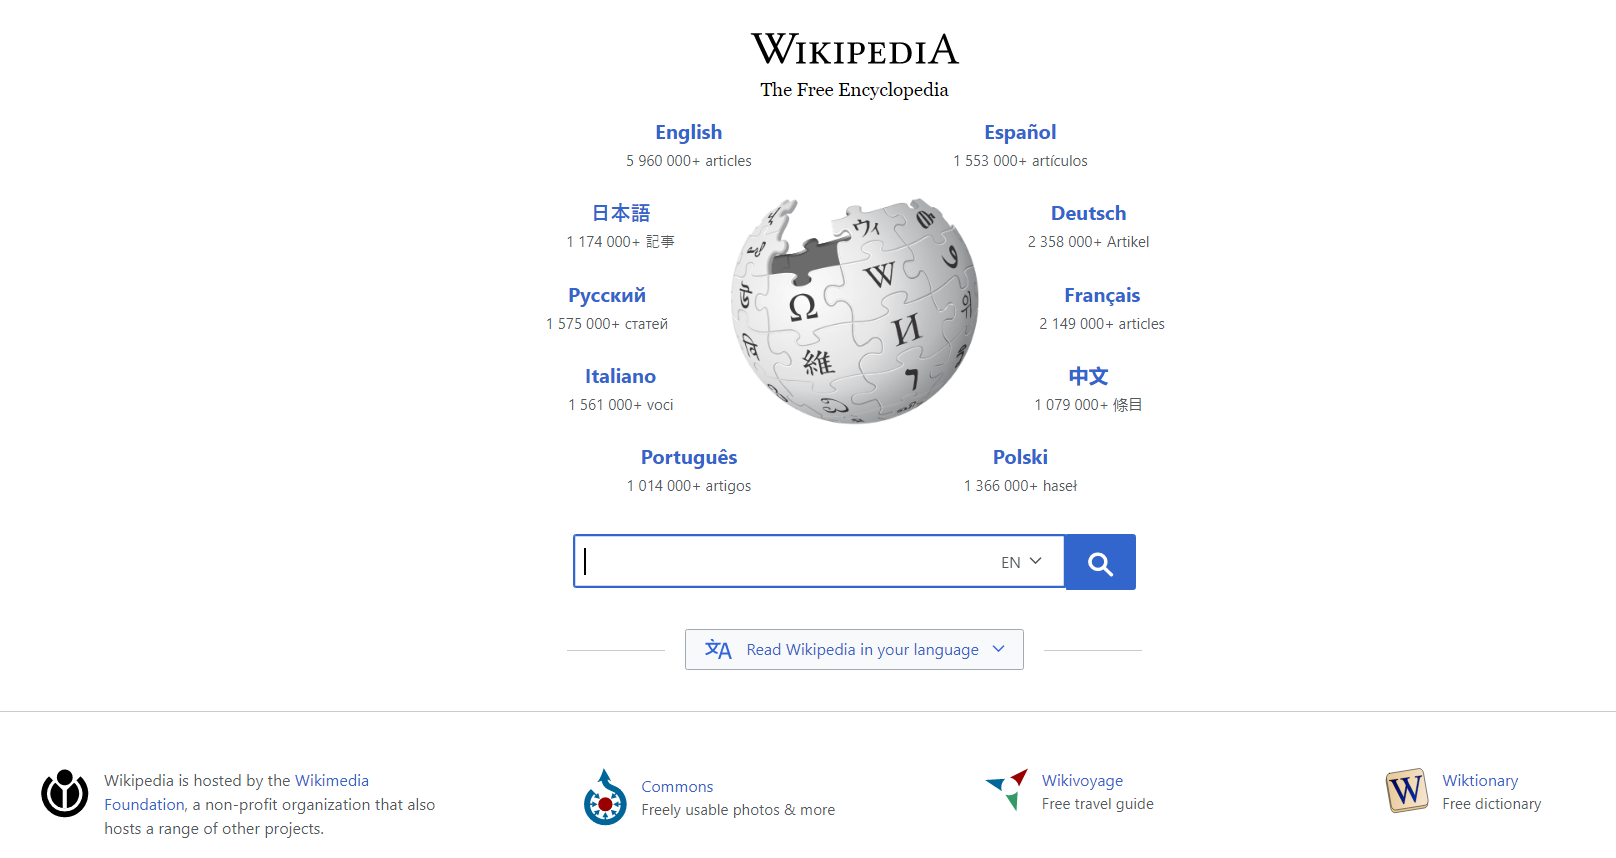 WIKIPEDIA
The Free Encyclopedia
English
5 960 000+ articles
Español
1 553 000+ artículos
日本語
1 174 000+ 記事
Deutsch
2 358 000+ Artikel
Русский
1 575 000+ статей
Français
2 149 000+ articles
Italiano
1 561 000+ voci
中文
1 079 000+ 條目
Português
1 014 000+ artigos
Polski
1 366 000+ haseł
Ω
W
И
維
ウィ
EN
Read Wikipedia in your language
Wikipedia is hosted by the Wikimedia
Foundation, a non-profit organization that also
hosts a range of other projects.
Commons
Freely usable photos & more
Wikivoyage
Free travel guide
W
Wiktionary
Free dictionary